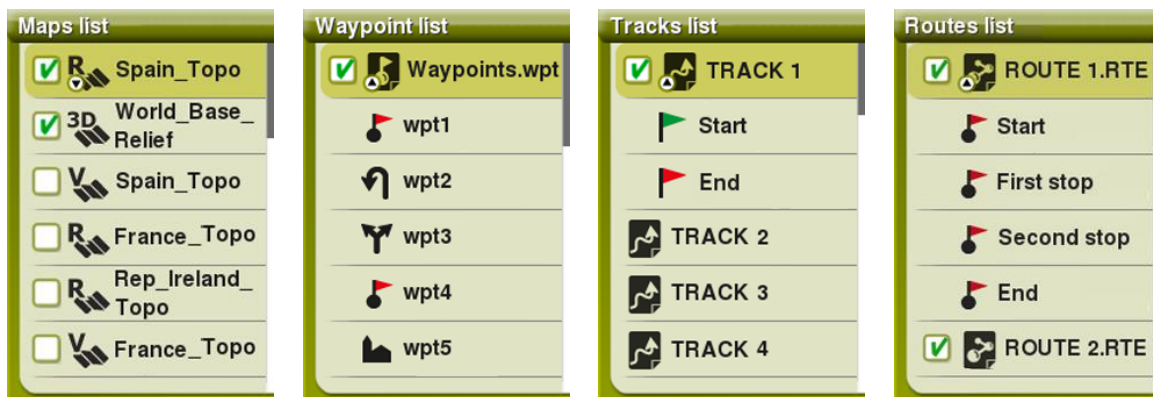 Maps list
R Spain_Topo
3D World_Base_
Relief
V Spain_Topo
R France_Topo
R Rep_Ireland_
Topo
V France_Topo
Waypoint list
Waypoints.wpt
wpt1
wpt2
wpt3
wpt4
wpt5
Tracks list
TRACK 1
Start
End
TRACK 2
TRACK 3
TRACK 4
Routes list
ROUTE 1.RTE
Start
First stop
Second stop
End
ROUTE 2.RTE